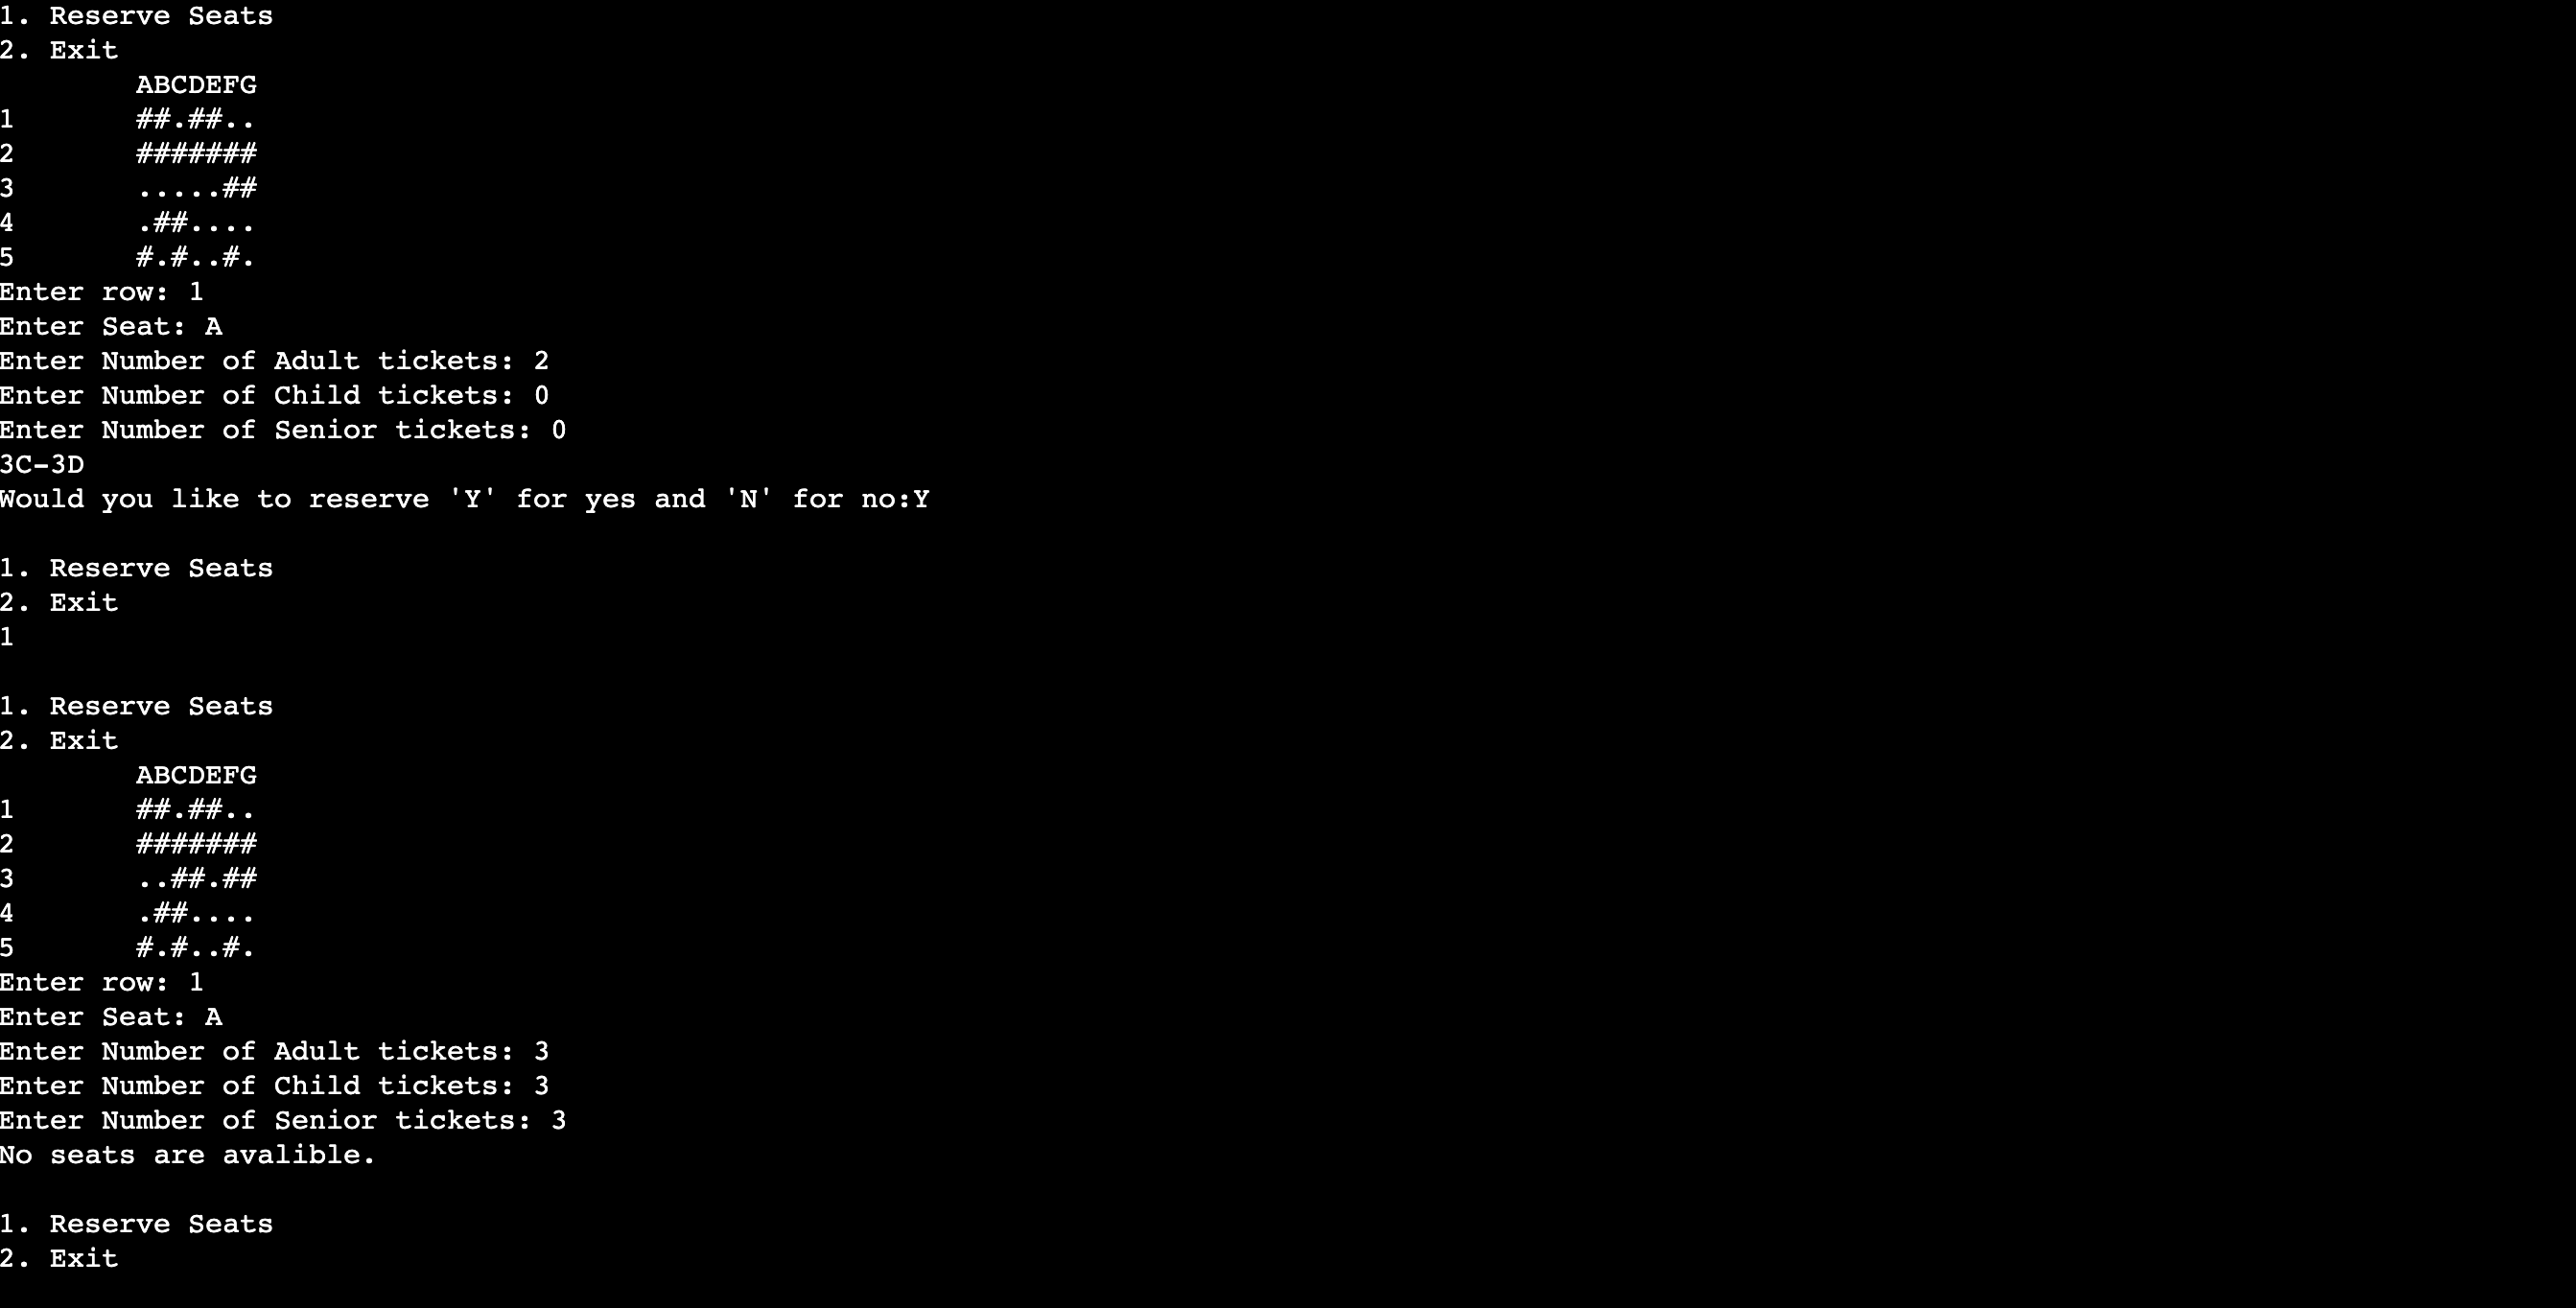 1. Reserve Seats
2. Exit
        ABCDEFG
1       ##.##..
2       #######
3       .....##
4       .##....
5       #.#..#.
Enter row: 1
Enter Seat: A
Enter Number of Adult tickets: 2
Enter Number of Child tickets: 0
Enter Number of Senior tickets: 0
3C-3D
Would you like to reserve 'Y' for yes and 'N' for no:Y

1. Reserve Seats
2. Exit
1

1. Reserve Seats
2. Exit
        ABCDEFG
1       ##.##..
2       #######
3       ..##.##
4       .##....
5       #.#..#.
Enter row: 1
Enter Seat: A
Enter Number of Adult tickets: 3
Enter Number of Child tickets: 3
Enter Number of Senior tickets: 3
No seats are avalible.

1. Reserve Seats
2. Exit